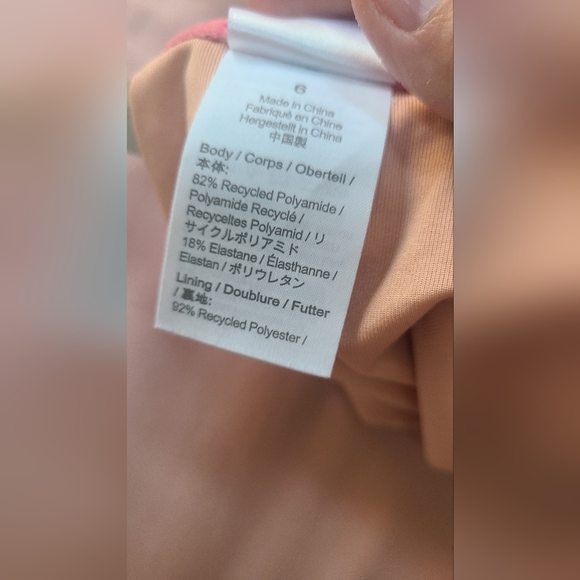 6
Made in China
Fabriqué en Chine
Hergestellt in China
中国製
Body / Corps / Oberteil /
本体:
82% Recycled Polyamide /
Polyamide Recyclé /
Recyceltes Polyamid / リ
サイクルポリアミド
18% Elastane / Élasthanne /
Elastan / ポリウレタン
Lining / Doublure / Futter
/ 裏地:
92% Recycled Polyester /